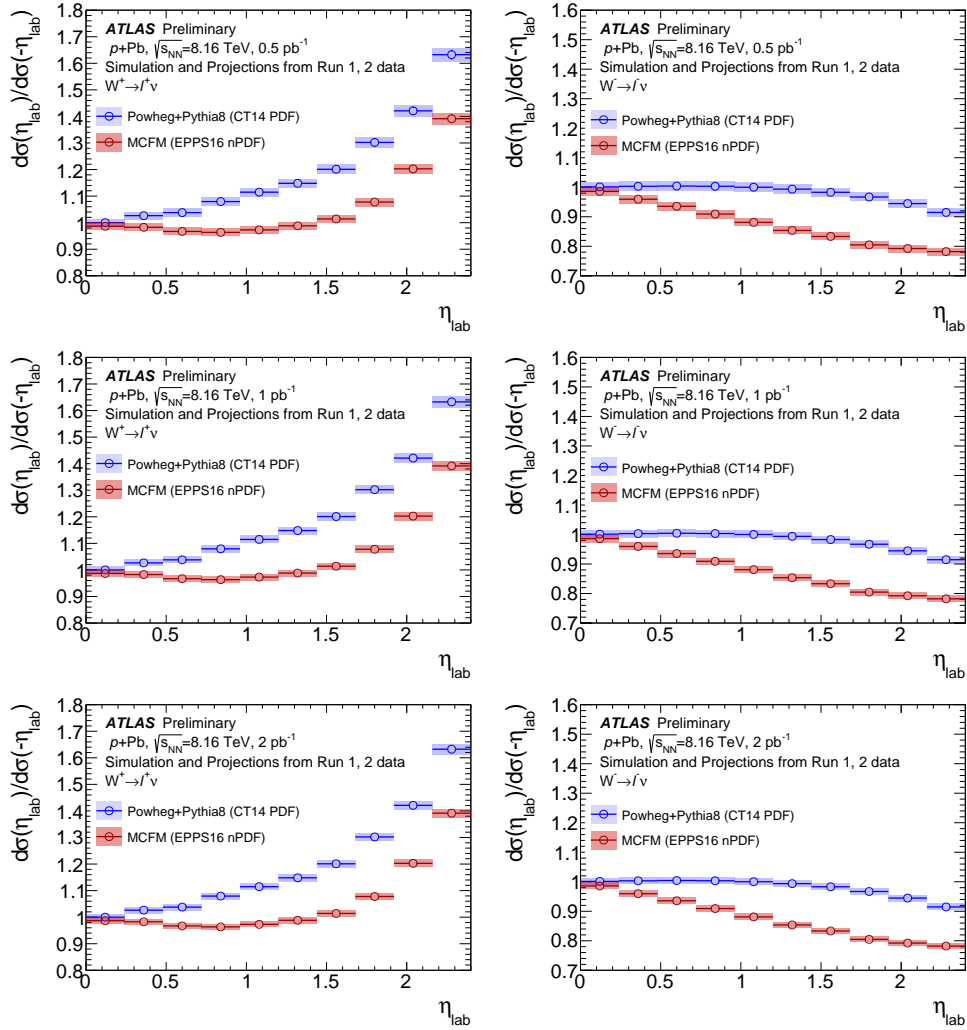 dσ(η_lab)/dσ(-η_lab)
1.8
1.7
1.6
1.5
1.4
1.3
1.2
1.1
1
0.9
0.8
ATLAS Preliminary
p+Pb, √s_NN=8.16 TeV, 0.5 pb⁻¹
Simulation and Projections from Run 1, 2 data
W⁺→l⁺ν
Powheg+Pythia8 (CT14 PDF)
MCFM (EPPS16 nPDF)
0 0.5 1 1.5 2
η_lab
dσ(η_lab)/dσ(-η_lab)
1.6
1.5
1.4
1.3
1.2
1.1
1
0.9
0.8
0.7
ATLAS Preliminary
p+Pb, √s_NN=8.16 TeV, 0.5 pb⁻¹
Simulation and Projections from Run 1, 2 data
W⁻→l⁻ν
Powheg+Pythia8 (CT14 PDF)
MCFM (EPPS16 nPDF)
0 0.5 1 1.5 2
η_lab
dσ(η_lab)/dσ(-η_lab)
1.8
1.7
1.6
1.5
1.4
1.3
1.2
1.1
1
0.9
0.8
ATLAS Preliminary
p+Pb, √s_NN=8.16 TeV, 1 pb⁻¹
Simulation and Projections from Run 1, 2 data
W⁺→l⁺ν
Powheg+Pythia8 (CT14 PDF)
MCFM (EPPS16 nPDF)
0 0.5 1 1.5 2
η_lab
dσ(η_lab)/dσ(-η_lab)
1.6
1.5
1.4
1.3
1.2
1.1
1
0.9
0.8
0.7
ATLAS Preliminary
p+Pb, √s_NN=8.16 TeV, 1 pb⁻¹
Simulation and Projections from Run 1, 2 data
W⁻→l⁻ν
Powheg+Pythia8 (CT14 PDF)
MCFM (EPPS16 nPDF)
0 0.5 1 1.5 2
η_lab
dσ(η_lab)/dσ(-η_lab)
1.8
1.7
1.6
1.5
1.4
1.3
1.2
1.1
1
0.9
0.8
ATLAS Preliminary
p+Pb, √s_NN=8.16 TeV, 2 pb⁻¹
Simulation and Projections from Run 1, 2 data
W⁺→l⁺ν
Powheg+Pythia8 (CT14 PDF)
MCFM (EPPS16 nPDF)
0 0.5 1 1.5 2
η_lab
dσ(η_lab)/dσ(-η_lab)
1.6
1.5
1.4
1.3
1.2
1.1
1
0.9
0.8
0.7
ATLAS Preliminary
p+Pb, √s_NN=8.16 TeV, 2 pb⁻¹
Simulation and Projections from Run 1, 2 data
W⁻→l⁻ν
Powheg+Pythia8 (CT14 PDF)
MCFM (EPPS16 nPDF)
0 0.5 1 1.5 2
η_lab